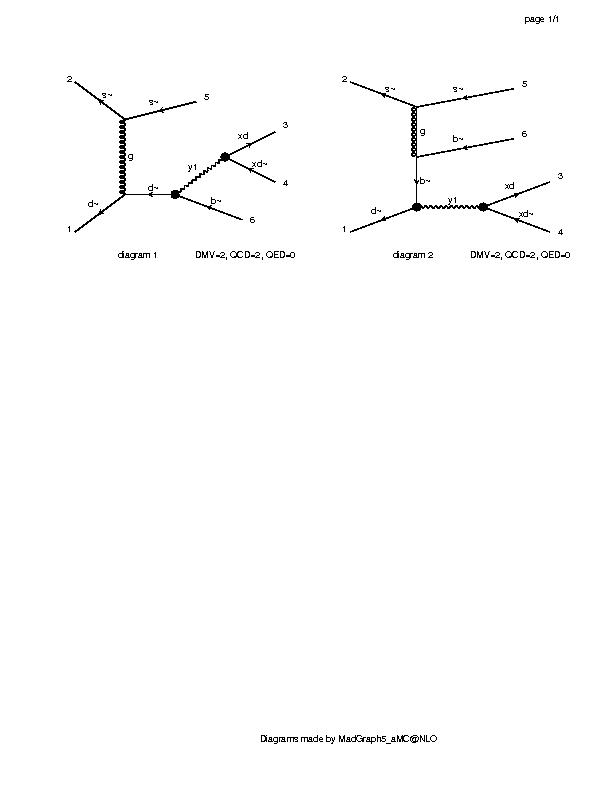 page 1/1
2
s~
s~
5
g
xd
3
y1
xd~
4
d~
d~
b~
1
6
diagram 1 DMV=2, QCD=2, QED=0
2
s~
s~
5
g
b~
6
b~
d~
y1
xd
3
xd~
1
4
diagram 2 DMV=2, QCD=2, QED=0
Diagrams made by MadGraph5_aMC@NLO